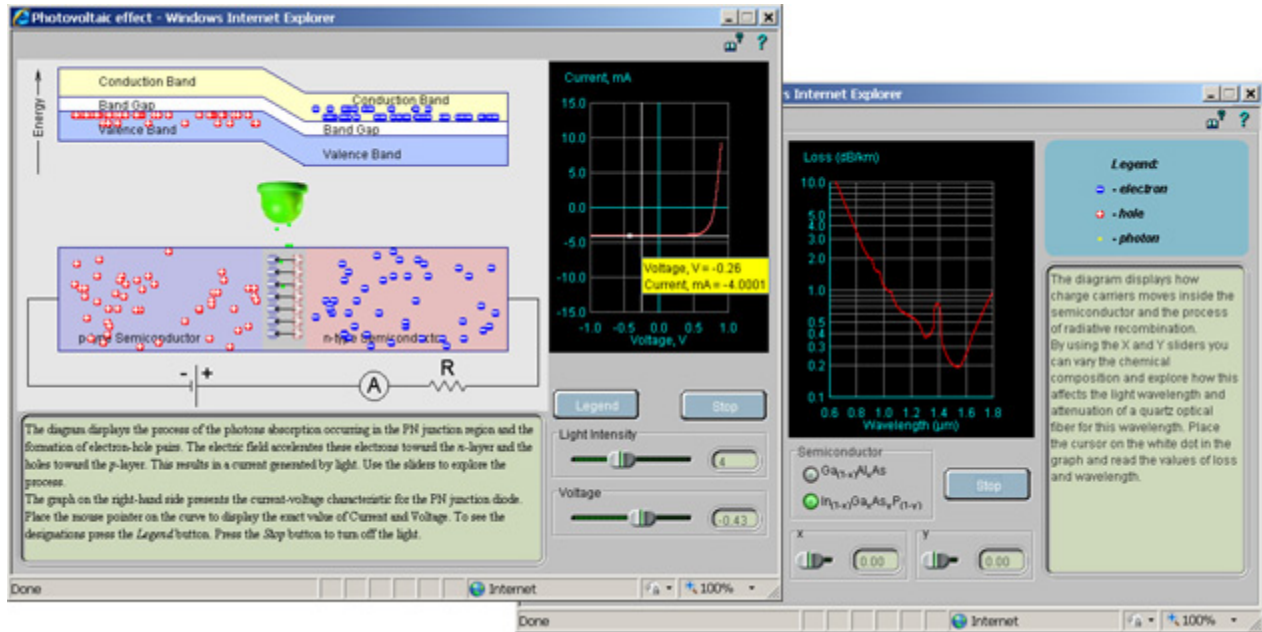 Photovoltaic effect - Windows Internet Explorer
?
Energy
Conduction Band
Band Gap
Valence Band
Conduction Band
Band Gap
Valence Band
p-type Semiconductor
n-type Semiconductor
- +
A
R
The diagram displays the process of the photons absorption occurring in the PN junction region and the
formation of electron-hole pairs. The electric field accelerates these electrons toward the n-layer and the
holes toward the p-layer. This results in a current generated by light. Use the sliders to explore the
process.
The graph on the right-hand side presents the current-voltage characteristic for the PN junction diode.
Place the mouse pointer on the curve to display the exact value of Current and Voltage. To see the
designations press the Legend button. Press the Stop button to turn off the light.
Current, mA
15.0
10.0
5.0
0.0
-5.0
-10.0
-15.0
-1.0 -0.5 0.0 0.5 1.0
Voltage, V
Voltage, V = -0.26
Current, mA = -4.0001
Legend
Stop
Light Intensity
4
Voltage
-0.43
Done
Internet
100%
ws Internet Explorer
?
Loss (dB/km)
10.0
5.0
4.0
3.0
2.0
1.0
0.5
0.4
0.3
0.2
0.1
0.6 0.8 1.0 1.2 1.4 1.6 1.8
Wavelength (μm)
Semiconductor
Ga(1-x)AlxAs
In(1-x)GaxAsyP(1-y)
Stop
x
0.00
y
0.00
Legend:
- electron
- hole
- photon
The diagram displays how
charge carriers moves inside the
semiconductor and the process
of radiative recombination.
By using the X and Y sliders you
can vary the chemical
composition and explore how this
affects the light wavelength and
attenuation of a quartz optical
fiber for this wavelength. Place
the cursor on the white dot in the
graph and read the values of loss
and wavelength.
Done
Internet
100%